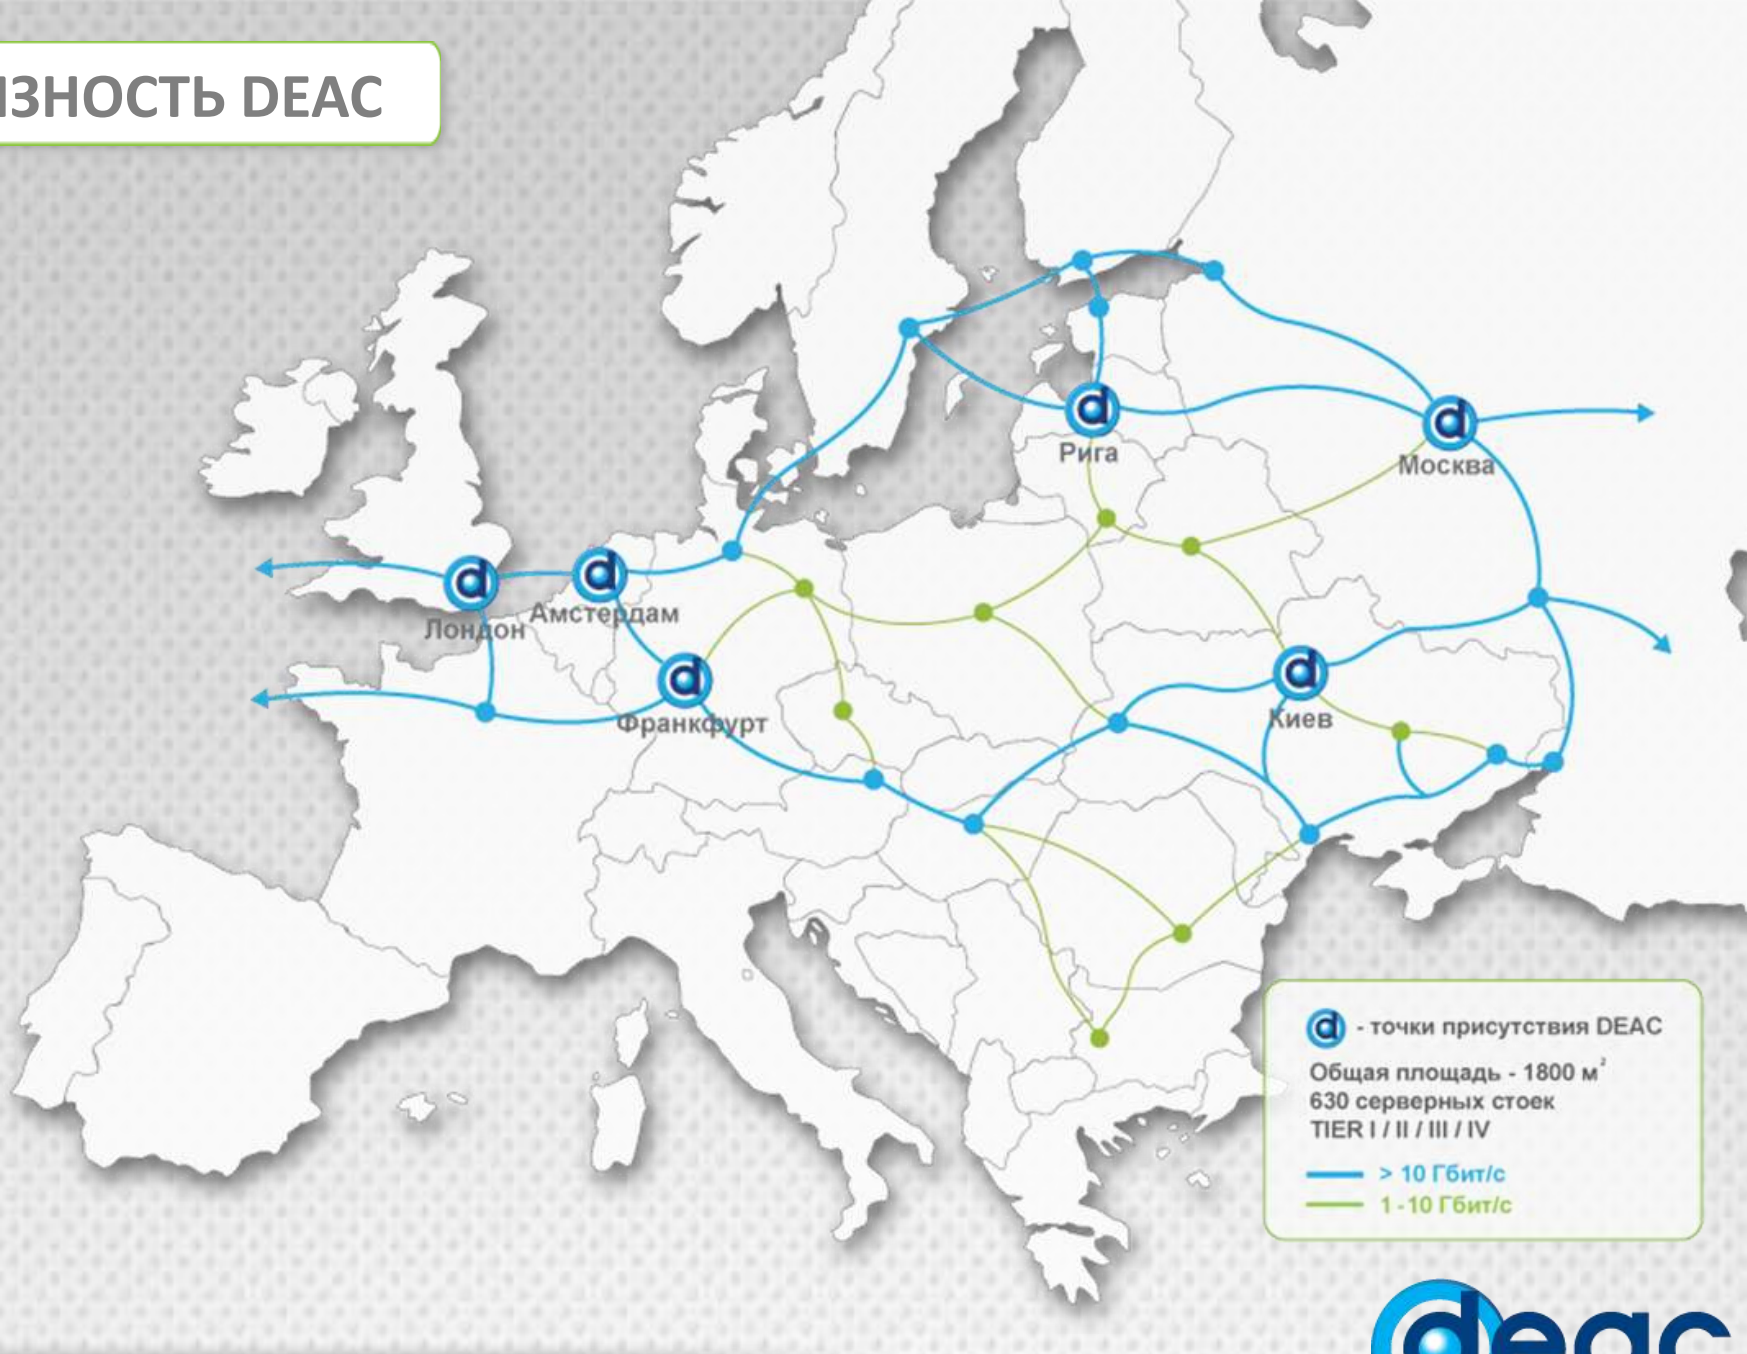 ИЗНОСТЬ DEAC
Рига
Москва
Лондон
Амстердам
Франкфурт
Киев
d - точки присутствия DEAC
Общая площадь - 1800 м²
630 серверных стоек
TIER I / II / III / IV
> 10 Гбит/с
1 - 10 Гбит/с
deac